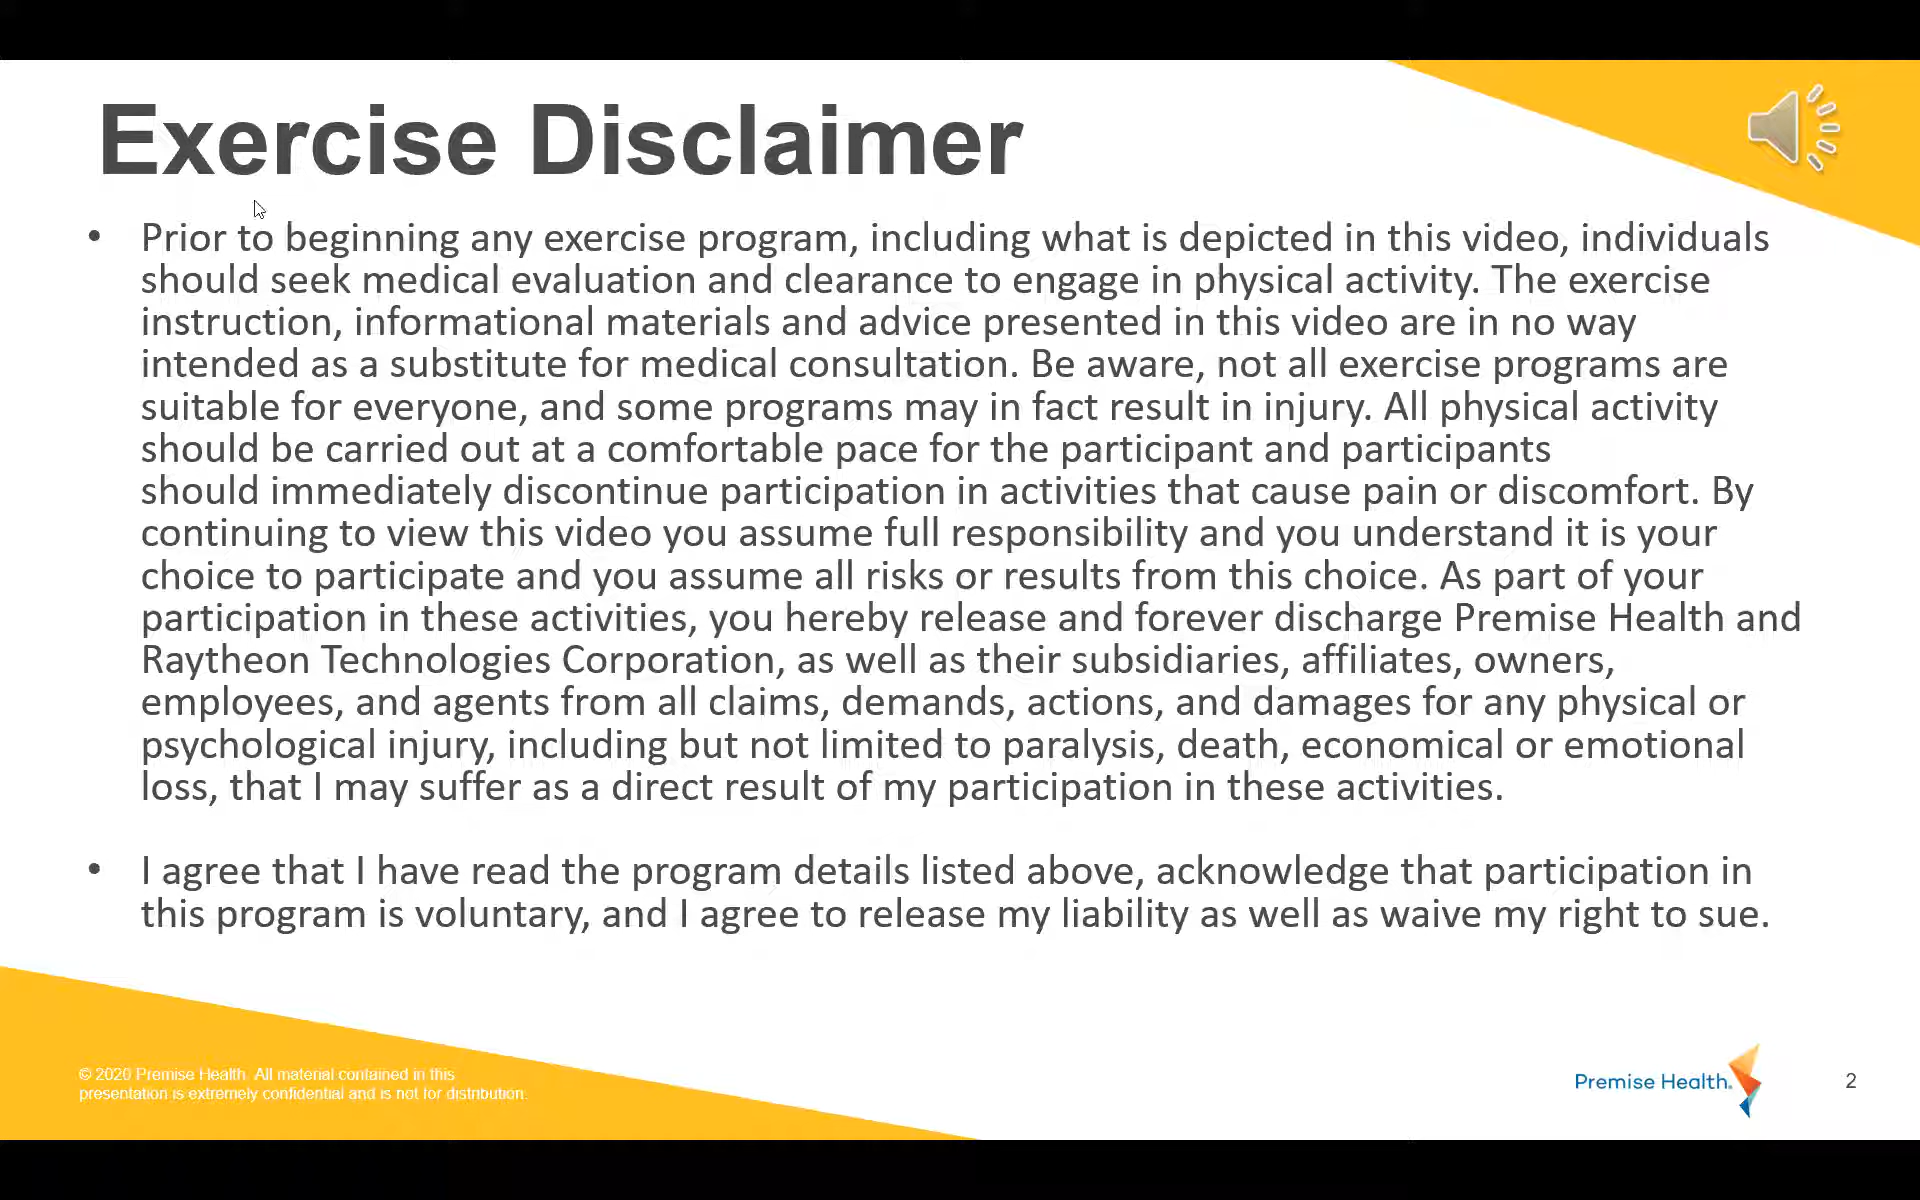 Exercise Disclaimer
• Prior to beginning any exercise program, including what is depicted in this video, individuals
should seek medical evaluation and clearance to engage in physical activity. The exercise
instruction, informational materials and advice presented in this video are in no way
intended as a substitute for medical consultation. Be aware, not all exercise programs are
suitable for everyone, and some programs may in fact result in injury. All physical activity
should be carried out at a comfortable pace for the participant and participants
should immediately discontinue participation in activities that cause pain or discomfort. By
continuing to view this video you assume full responsibility and you understand it is your
choice to participate and you assume all risks or results from this choice. As part of your
participation in these activities, you hereby release and forever discharge Premise Health and
Raytheon Technologies Corporation, as well as their subsidiaries, affiliates, owners,
employees, and agents from all claims, demands, actions, and damages for any physical or
psychological injury, including but not limited to paralysis, death, economical or emotional
loss, that I may suffer as a direct result of my participation in these activities.
• I agree that I have read the program details listed above, acknowledge that participation in
this program is voluntary, and I agree to release my liability as well as waive my right to sue.
© 2020 Premise Health. All material contained in this
presentation is extremely confidential and is not for distribution.
Premise Health.
2